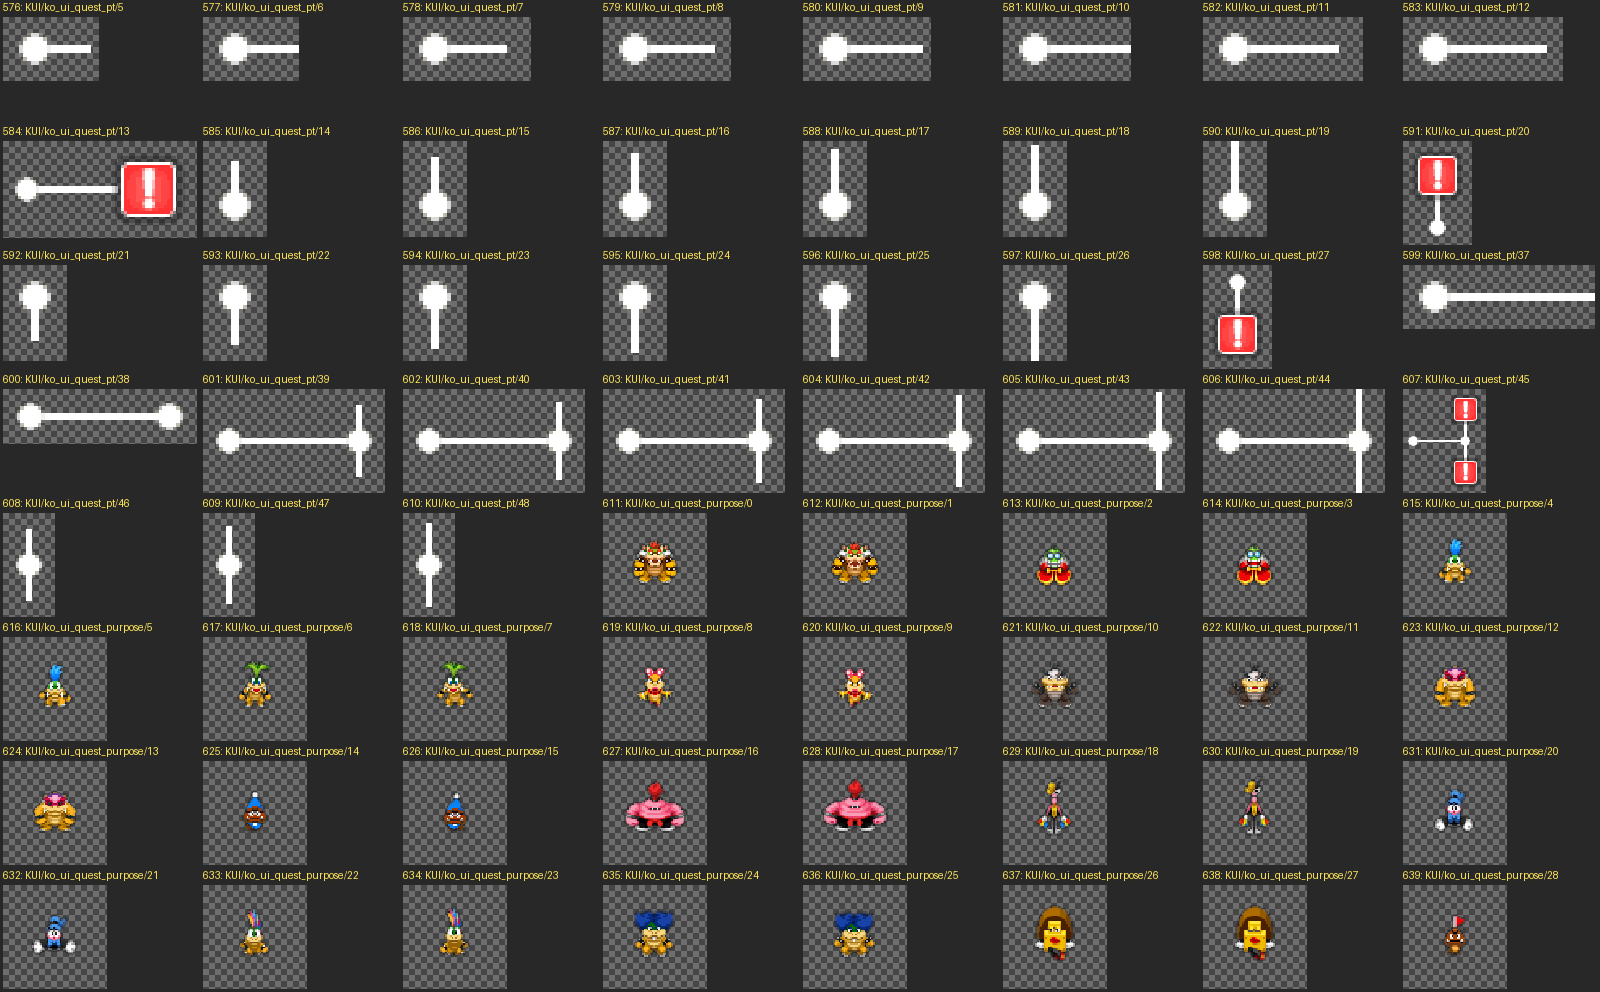 576: KUI/ko_ui_quest_pt/5
577: KUI/ko_ui_quest_pt/6
578: KUI/ko_ui_quest_pt/7
579: KUI/ko_ui_quest_pt/8
580: KUI/ko_ui_quest_pt/9
581: KUI/ko_ui_quest_pt/10
582: KUI/ko_ui_quest_pt/11
583: KUI/ko_ui_quest_pt/12
584: KUI/ko_ui_quest_pt/13
585: KUI/ko_ui_quest_pt/14
586: KUI/ko_ui_quest_pt/15
587: KUI/ko_ui_quest_pt/16
588: KUI/ko_ui_quest_pt/17
589: KUI/ko_ui_quest_pt/18
590: KUI/ko_ui_quest_pt/19
591: KUI/ko_ui_quest_pt/20
!
!
592: KUI/ko_ui_quest_pt/21
593: KUI/ko_ui_quest_pt/22
594: KUI/ko_ui_quest_pt/23
595: KUI/ko_ui_quest_pt/24
596: KUI/ko_ui_quest_pt/25
597: KUI/ko_ui_quest_pt/26
598: KUI/ko_ui_quest_pt/27
599: KUI/ko_ui_quest_pt/37
!
600: KUI/ko_ui_quest_pt/38
601: KUI/ko_ui_quest_pt/39
602: KUI/ko_ui_quest_pt/40
603: KUI/ko_ui_quest_pt/41
604: KUI/ko_ui_quest_pt/42
605: KUI/ko_ui_quest_pt/43
606: KUI/ko_ui_quest_pt/44
607: KUI/ko_ui_quest_pt/45
!
!
608: KUI/ko_ui_quest_pt/46
609: KUI/ko_ui_quest_pt/47
610: KUI/ko_ui_quest_pt/48
611: KUI/ko_ui_quest_purpose/0
612: KUI/ko_ui_quest_purpose/1
613: KUI/ko_ui_quest_purpose/2
614: KUI/ko_ui_quest_purpose/3
615: KUI/ko_ui_quest_purpose/4
616: KUI/ko_ui_quest_purpose/5
617: KUI/ko_ui_quest_purpose/6
618: KUI/ko_ui_quest_purpose/7
619: KUI/ko_ui_quest_purpose/8
620: KUI/ko_ui_quest_purpose/9
621: KUI/ko_ui_quest_purpose/10
622: KUI/ko_ui_quest_purpose/11
623: KUI/ko_ui_quest_purpose/12
624: KUI/ko_ui_quest_purpose/13
625: KUI/ko_ui_quest_purpose/14
626: KUI/ko_ui_quest_purpose/15
627: KUI/ko_ui_quest_purpose/16
628: KUI/ko_ui_quest_purpose/17
629: KUI/ko_ui_quest_purpose/18
630: KUI/ko_ui_quest_purpose/19
631: KUI/ko_ui_quest_purpose/20
632: KUI/ko_ui_quest_purpose/21
633: KUI/ko_ui_quest_purpose/22
634: KUI/ko_ui_quest_purpose/23
635: KUI/ko_ui_quest_purpose/24
636: KUI/ko_ui_quest_purpose/25
637: KUI/ko_ui_quest_purpose/26
638: KUI/ko_ui_quest_purpose/27
639: KUI/ko_ui_quest_purpose/28